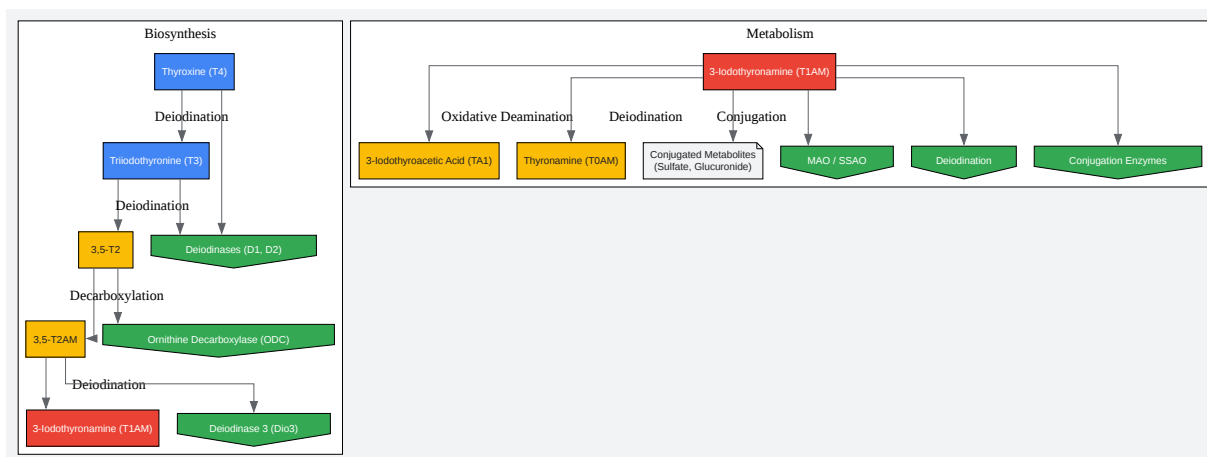 Biosynthesis
Thyroxine (T4)
Deiodination
Triiodothyronine (T3)
Deiodination
3,5-T2
Deiodinases (D1, D2)
Decarboxylation
3,5-T2AM
Ornithine Decarboxylase (ODC)
Deiodination
3-Iodothyronamine (T1AM)
Deiodinase 3 (Dio3)
Metabolism
3-Iodothyronamine (T1AM)
Oxidative Deamination
Deiodination
Conjugation
3-Iodothyroacetic Acid (TA1)
Thyronamine (T0AM)
Conjugated Metabolites
(Sulfate, Glucuronide)
MAO / SSAO
Deiodination
Conjugation Enzymes